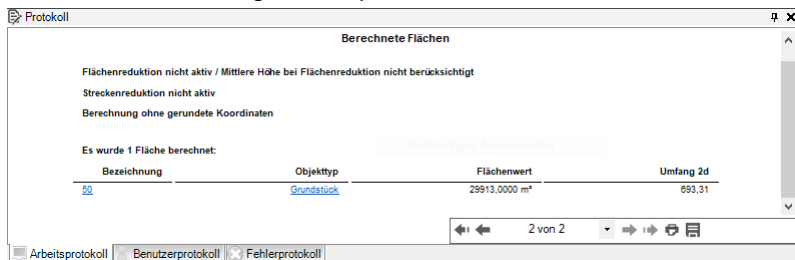 Protokoll
Berechnete Flächen
Flächenreduktion nicht aktiv / Mittlere Höhe bei Flächenreduktion nicht berücksichtigt
Streckenreduktion nicht aktiv
Berechnung ohne gerundete Koordinaten
Es wurde 1 Fläche berechnet:
Bezeichnung Objekttyp Flächenwert Umfang 2d
50 Grundstück 29913,0000 m² 693,31
2 von 2
Arbeitsprotokoll Benutzerprotokoll Fehlerprotokoll